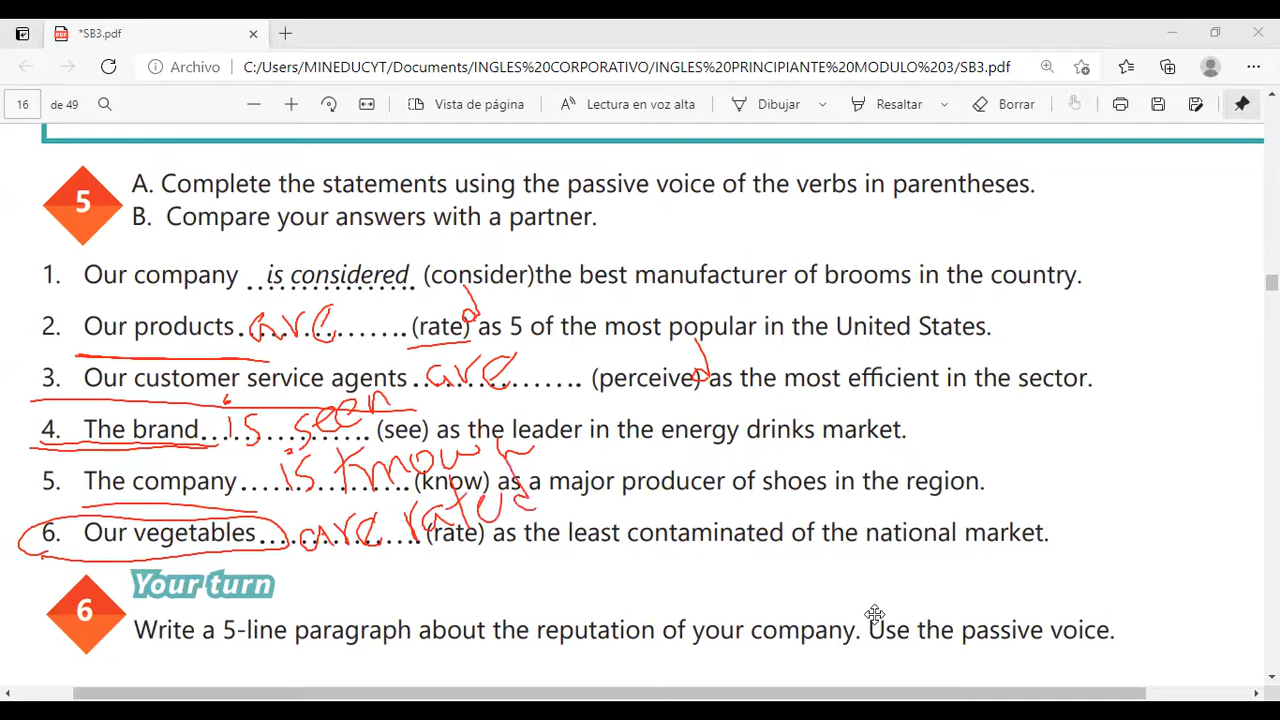 *SB3.pdf
Archivo C:/Users/MINEDUCYT/Documents/INGLES%20CORPORATIVO/INGLES%20PRINCIPIANTE%20MODULO%203/SB3.pdf
16 de 49 Vista de página Lectura en voz alta Dibujar Resaltar Borrar
5
A. Complete the statements using the passive voice of the verbs in parentheses.
B. Compare your answers with a partner.
1. Our company is considered (consider)the best manufacturer of brooms in the country.
2. Our products are (rate)d as 5 of the most popular in the United States.
3. Our customer service agents are (perceive)d as the most efficient in the sector.
4. The brand is seen (see) as the leader in the energy drinks market.
5. The company is known (know) as a major producer of shoes in the region.
6. Our vegetables are rated (rate) as the least contaminated of the national market.
Your turn
6
Write a 5-line paragraph about the reputation of your company. Use the passive voice.